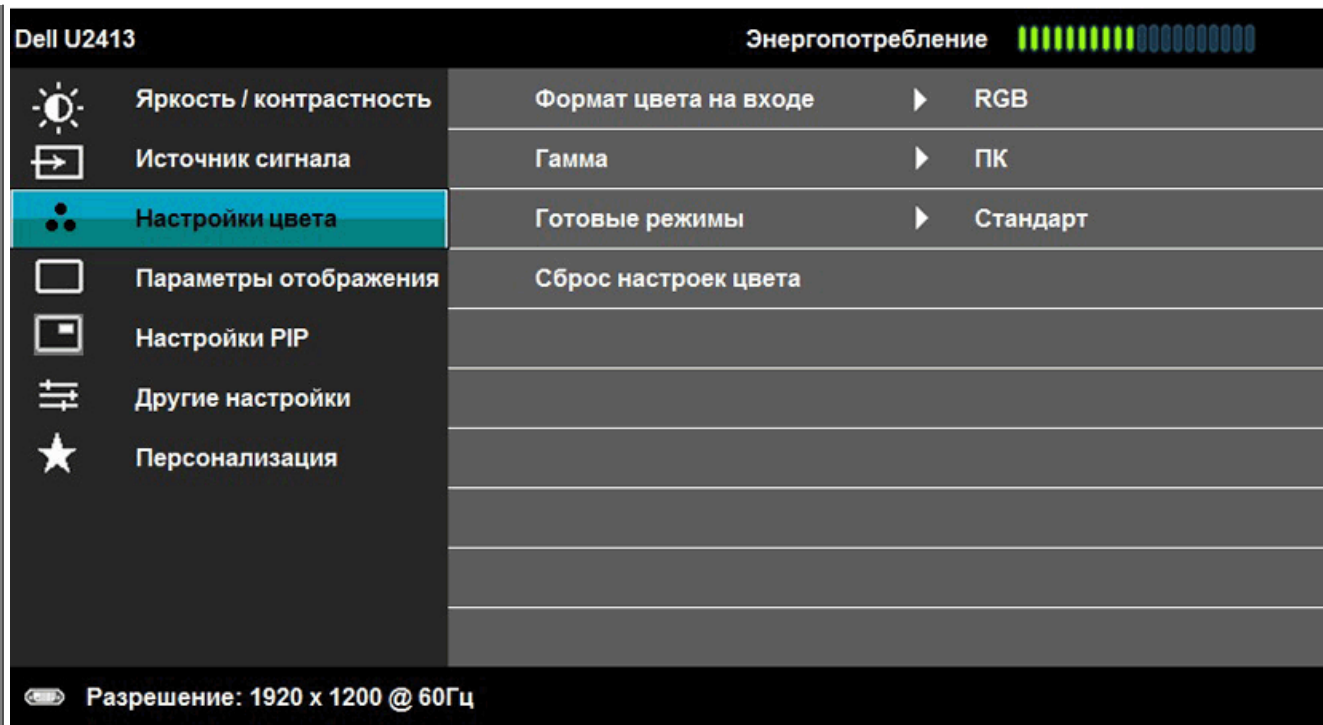 Dell U2413 Энергопотребление
Яркость / контрастность Формат цвета на входе RGB
Источник сигнала Гамма ПК
Настройки цвета Готовые режимы Стандарт
Параметры отображения Сброс настроек цвета
Настройки PIP
Другие настройки
Персонализация
Разрешение: 1920 x 1200 @ 60Гц